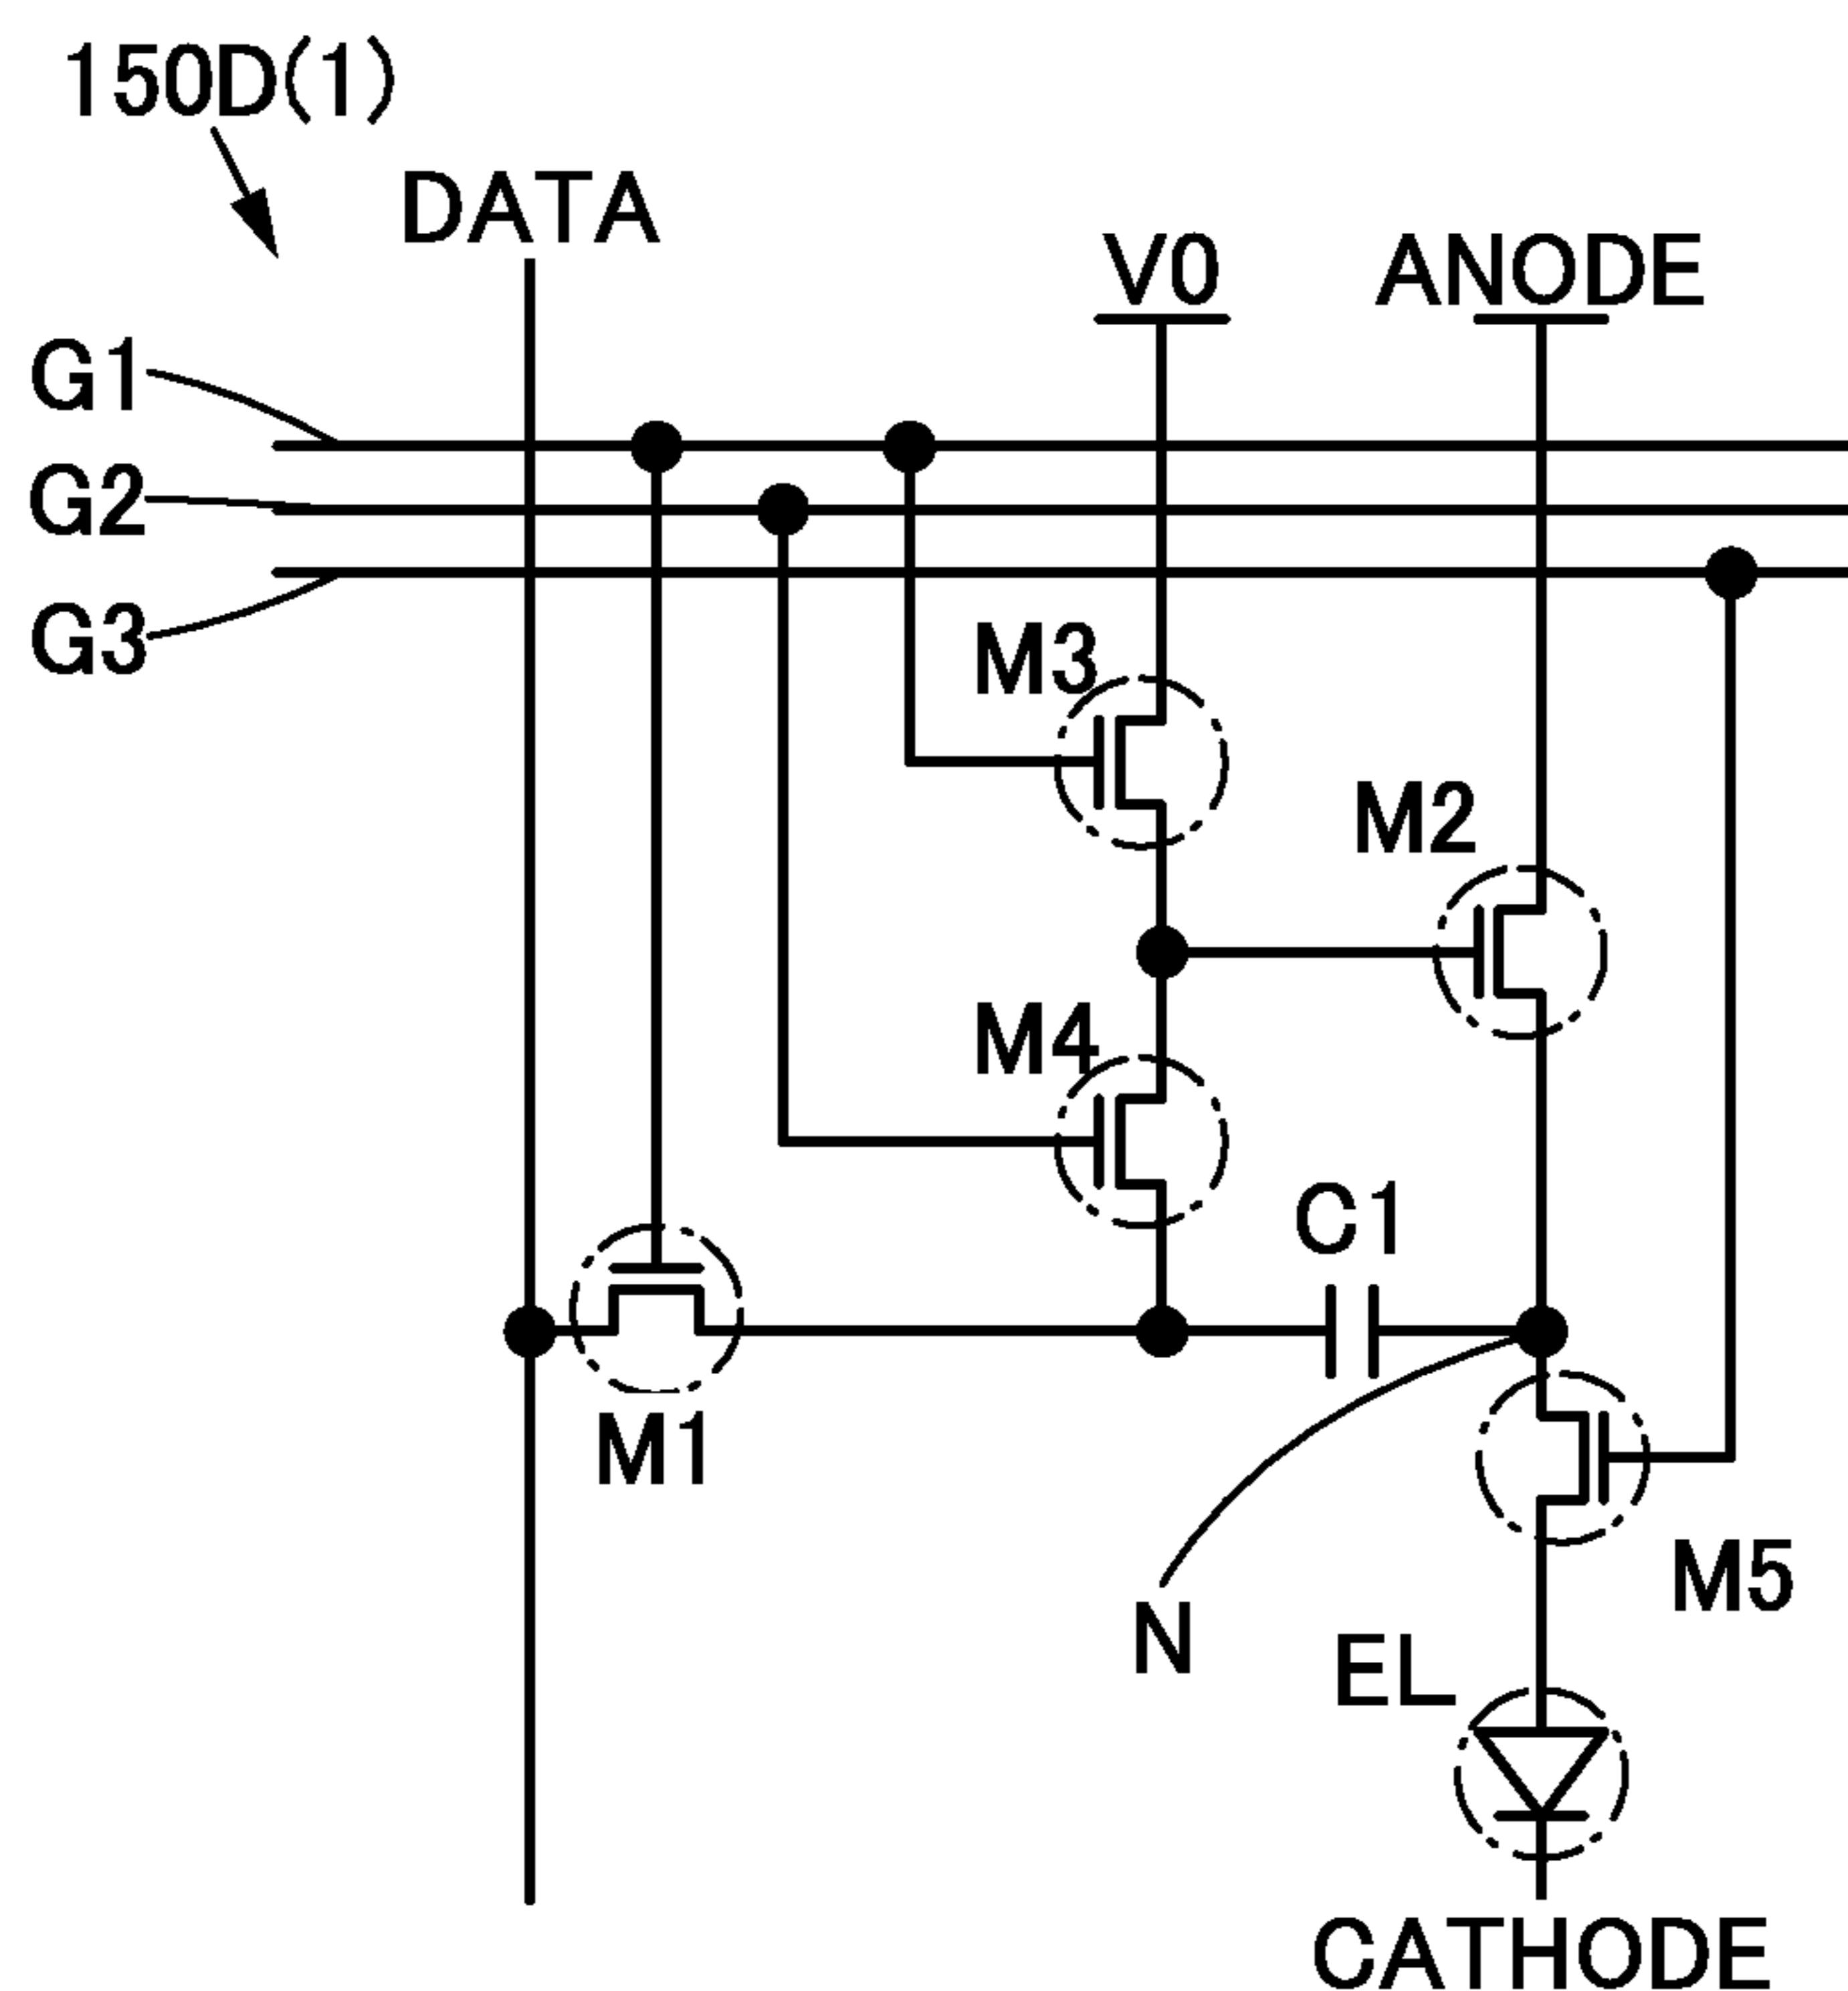 150D(1)
DATA
V0
ANODE
G1
G2
G3
M3
M2
M4
C1
M1
N
M5
EL
CATHODE